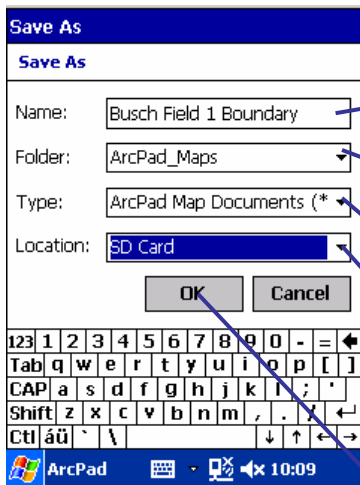 Save As
Save As
Name: Busch Field 1 Boundary
Folder: ArcPad_Maps
Type: ArcPad Map Documents (*
Location: SD Card
OK Cancel
123 1 2 3 4 5 6 7 8 9 0 - =
Tab q w e r t y u i o p [ ]
CAP a s d f g h j k l ; '
Shift z x c v b n m , . /
Ctl áü ` \
ArcPad 10:09